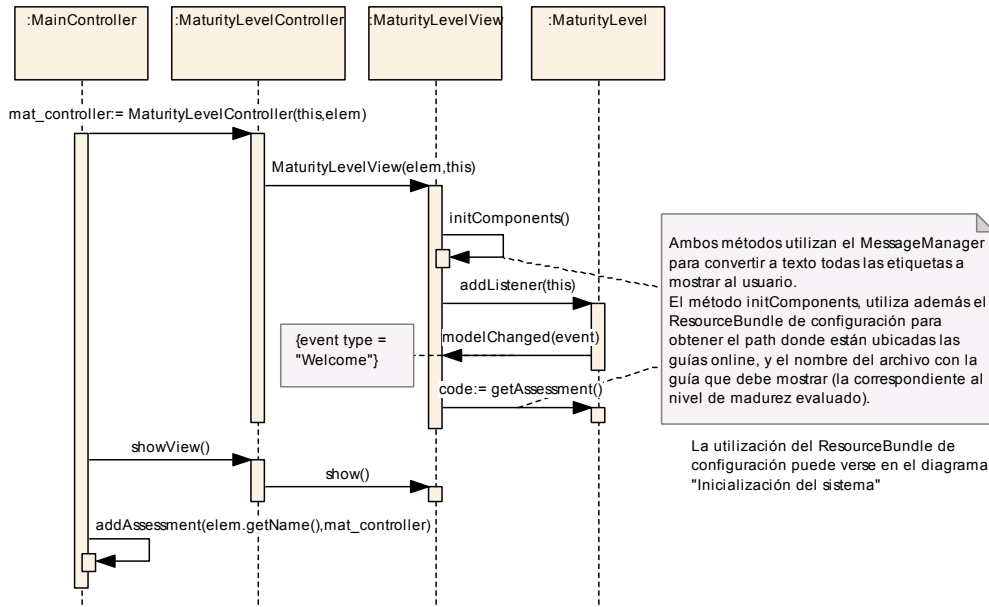 :MainController
:MaturityLevelController
:MaturityLevelView
:MaturityLevel
mat_controller:= MaturityLevelController(this,elem)
MaturityLevelView(elem,this)
initComponents()
addListener(this)
modelChanged(event)
{event type =
"Welcome"}
code:= getAssessment()
showView()
show()
addAssessment(elem.getName(),mat_controller)
Ambos métodos utilizan el MessageManager
para convertir a texto todas las etiquetas a
mostrar al usuario.
El método initComponents, utiliza además el
ResourceBundle de configuración para
obtener el path donde están ubicadas las
guías online, y el nombre del archivo con la
guía que debe mostrar (la correspondiente al
nivel de madurez evaluado).
La utilización del ResourceBundle de
configuración puede verse en el diagrama
"Inicialización del sistema"